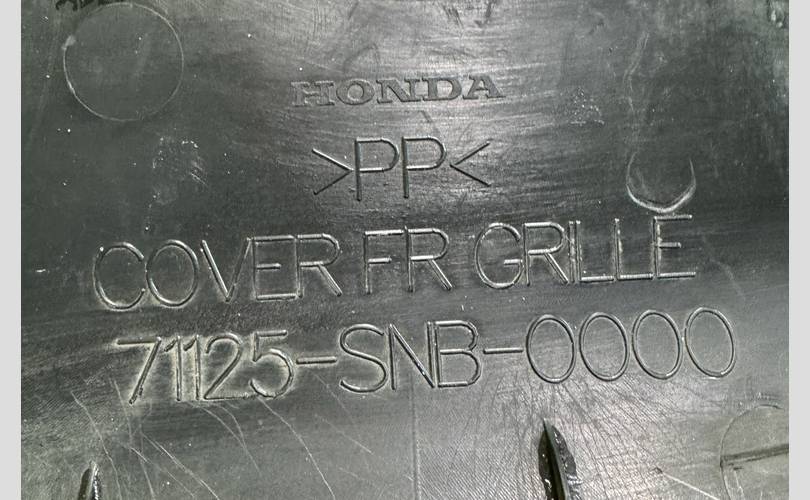 HONDA
>PP<
COVER FR GRILLE
71125-SNB-0000